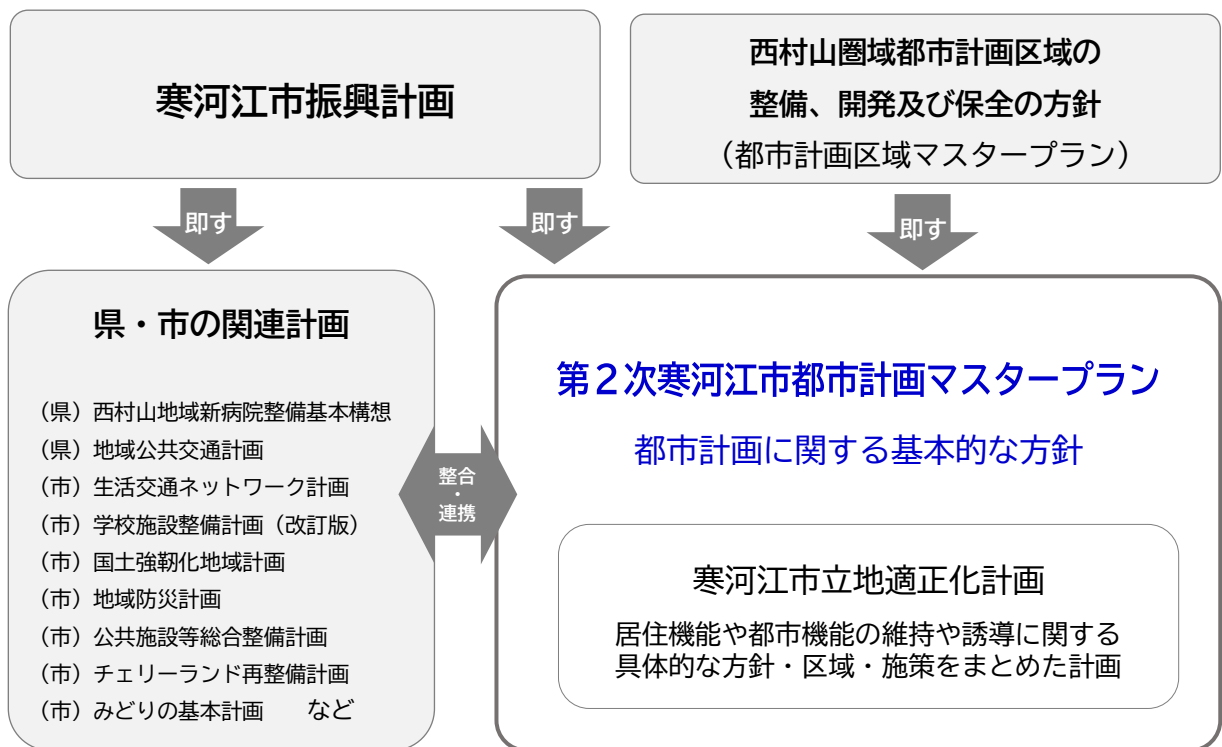 寒河江市振興計画
西村山圏域都市計画区域の
整備、開発及び保全の方針
（都市計画区域マスタープラン）
即す
即す
即す
県・市の関連計画
（県）西村山地域新病院整備基本構想
（県）地域公共交通計画
（市）生活交通ネットワーク計画
（市）学校施設整備計画（改訂版）
（市）国土強靭化地域計画
（市）地域防災計画
（市）公共施設等総合整備計画
（市）チェリーランド再整備計画
（市）みどりの基本計画　など
整合
・
連携
第２次寒河江市都市計画マスタープラン
都市計画に関する基本的な方針
寒河江市立地適正化計画
居住機能や都市機能の維持や誘導に関する
具体的な方針・区域・施策をまとめた計画